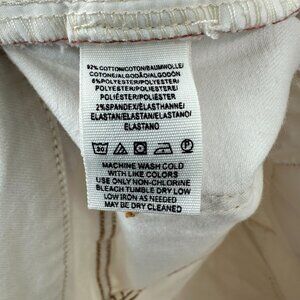 92% COTTON/COTON/BAUMWOLLE/
COTONE/ALGODÃO/ALGODÓN
6% POLYESTER/POLYESTER/
POLYESTER/POLIESTERE/
POLIÉSTER/POLIÉSTER
2% SPANDEX/ÉLASTHANNE/
ELASTAN/ELASTAN/ELASTANO/
ELASTANO
30 P
MACHINE WASH COLD
WITH LIKE COLORS
USE ONLY NON-CHLORINE
BLEACH TUMBLE DRY LOW
LOW IRON AS NEEDED
MAY BE DRY CLEANED